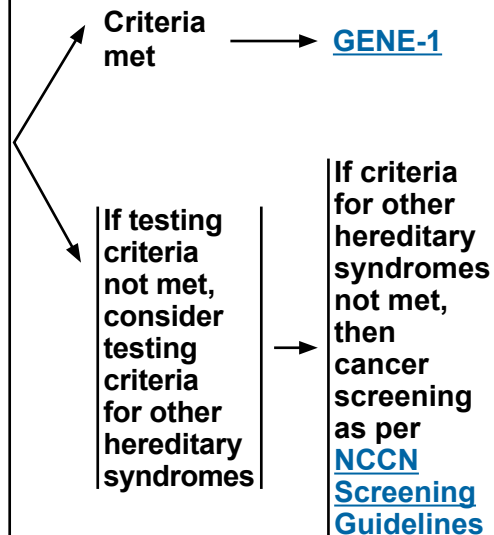 Criteria
met
GENE-1
If testing
criteria
not met,
consider
testing
criteria
for other
hereditary
syndromes
If criteria
for other
hereditary
syndromes
not met,
then
cancer
screening
as per
NCCN
Screening
Guidelines